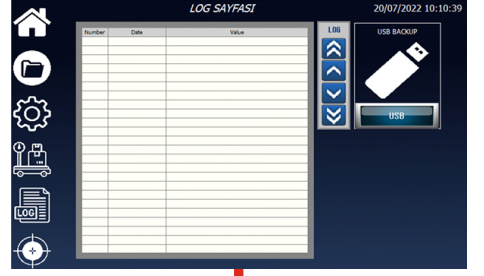 LOG SAYFASI
20/07/2022 10:10:39
Number Date Value
LOG
USB BACKUP
USB
LOG